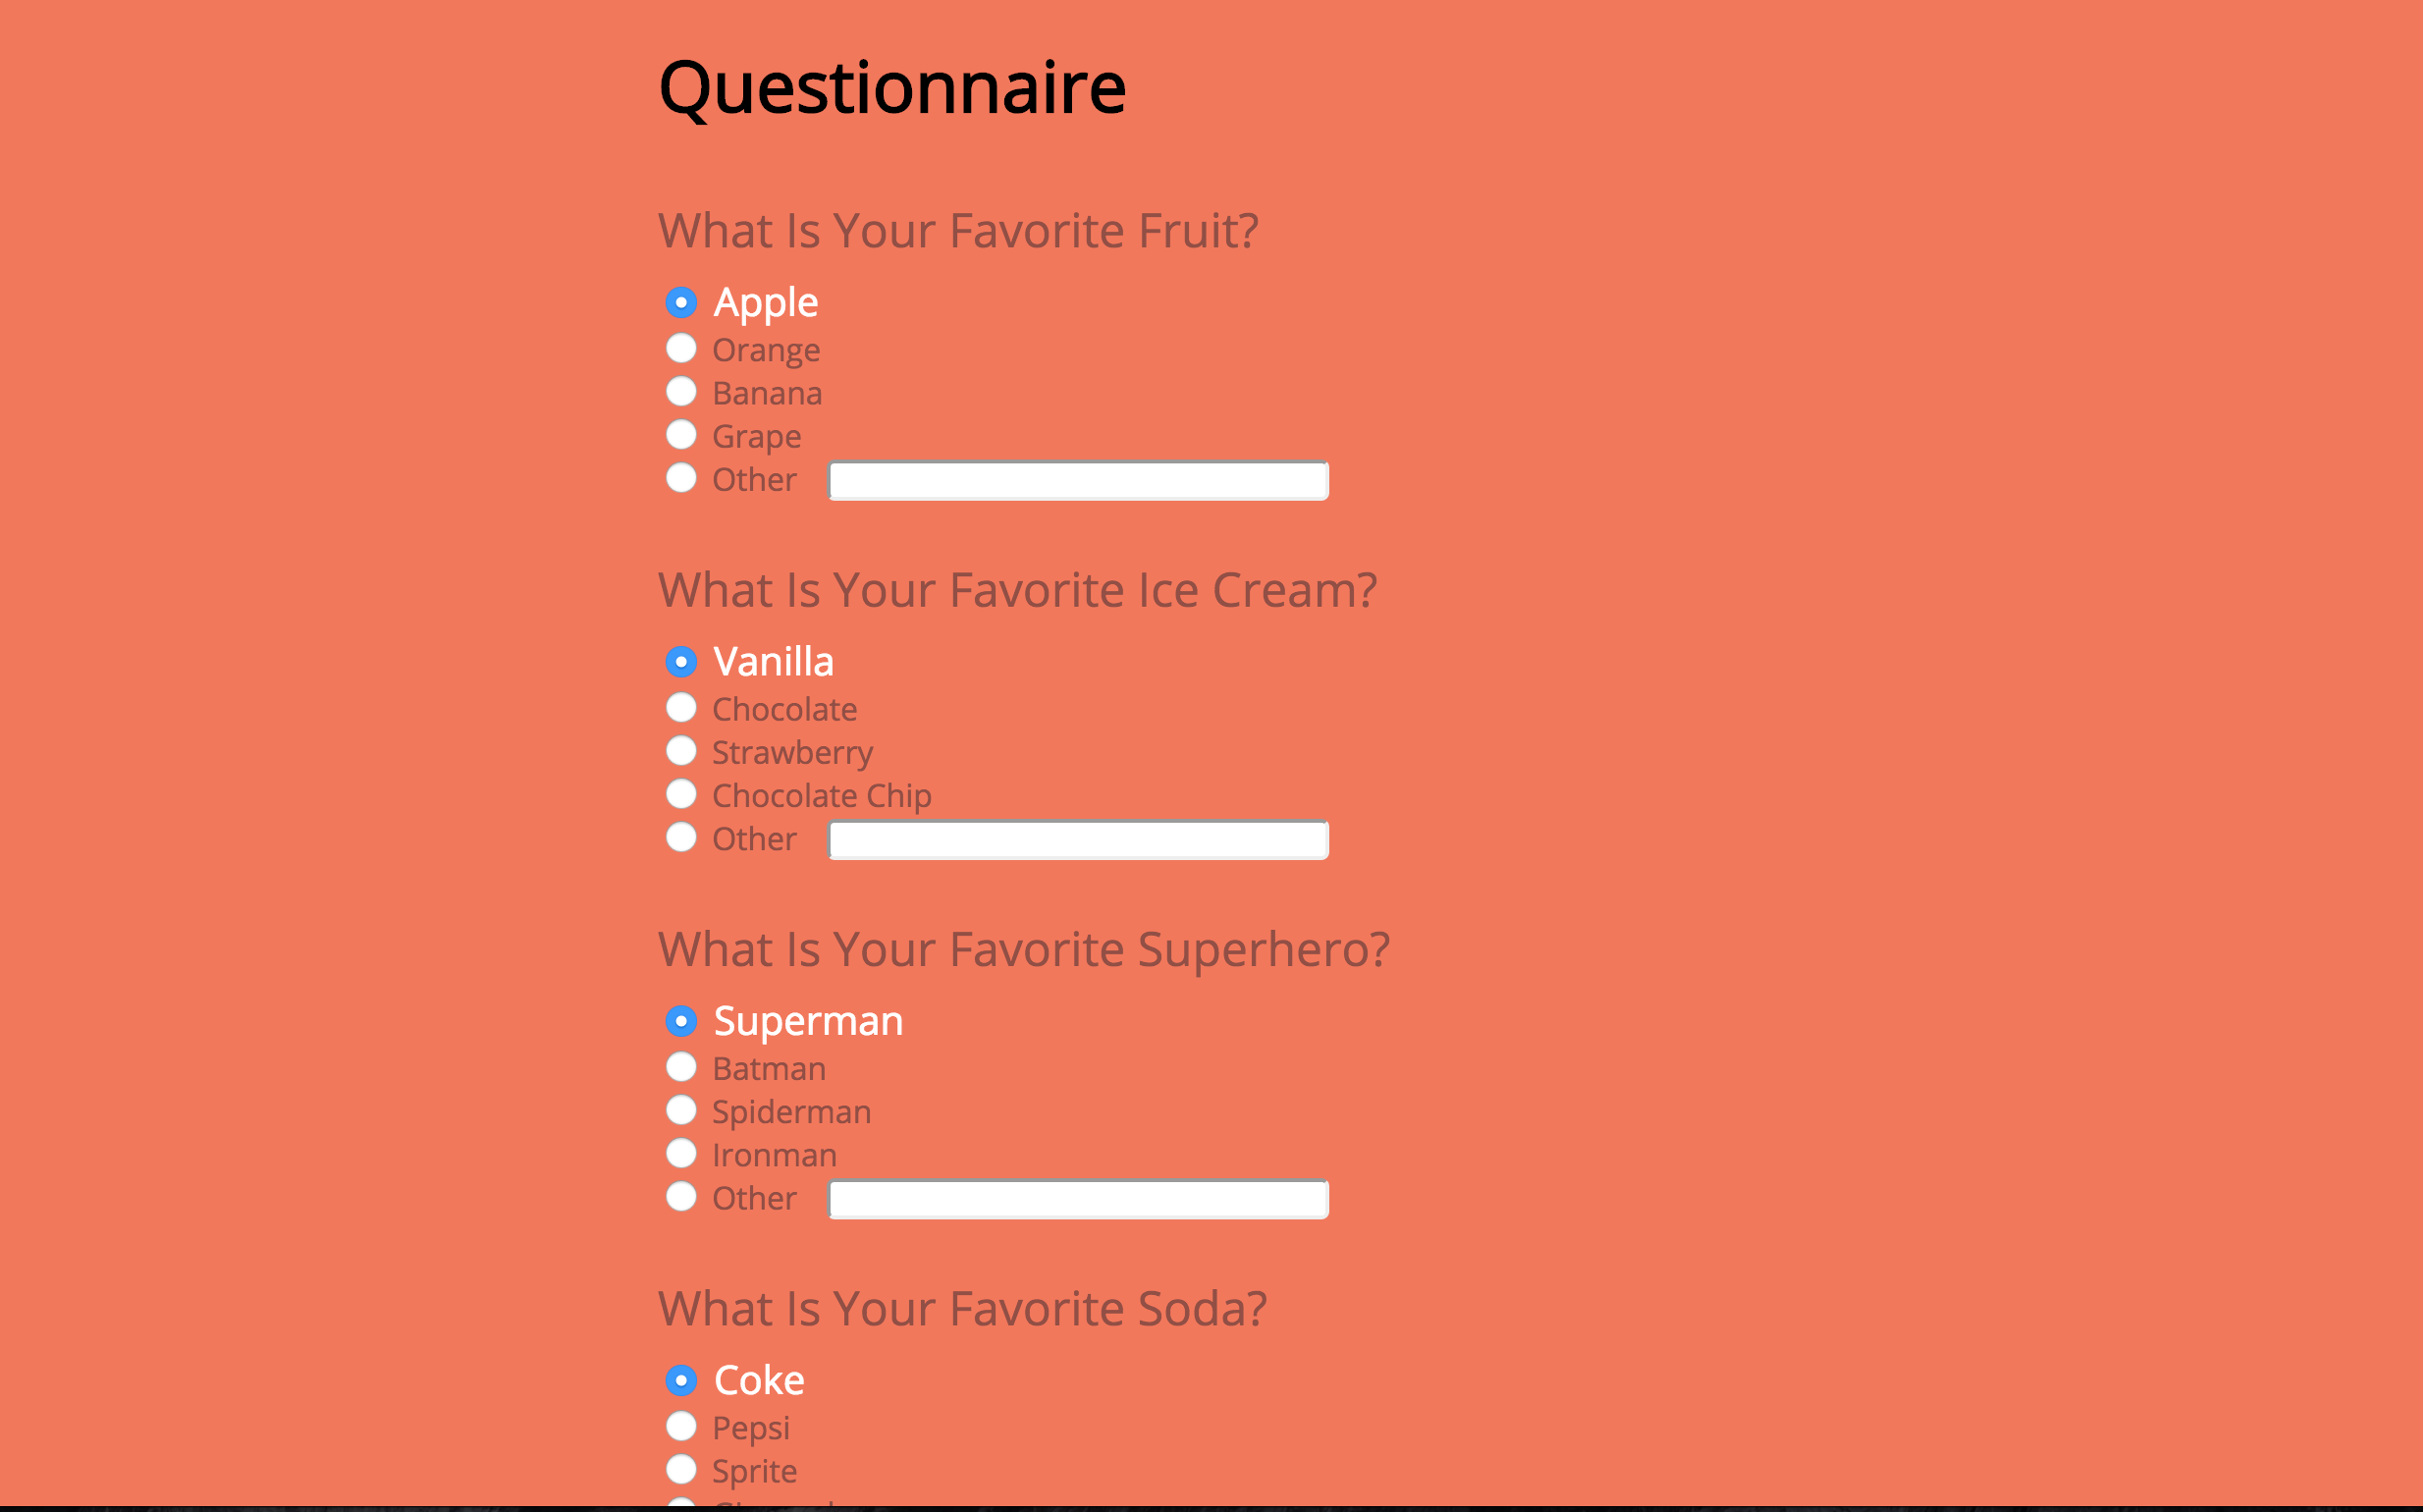 Questionnaire
What Is Your Favorite Fruit?
Apple
Orange
Banana
Grape
Other
What Is Your Favorite Ice Cream?
Vanilla
Chocolate
Strawberry
Chocolate Chip
Other
What Is Your Favorite Superhero?
Superman
Batman
Spiderman
Ironman
Other
What Is Your Favorite Soda?
Coke
Pepsi
Sprite